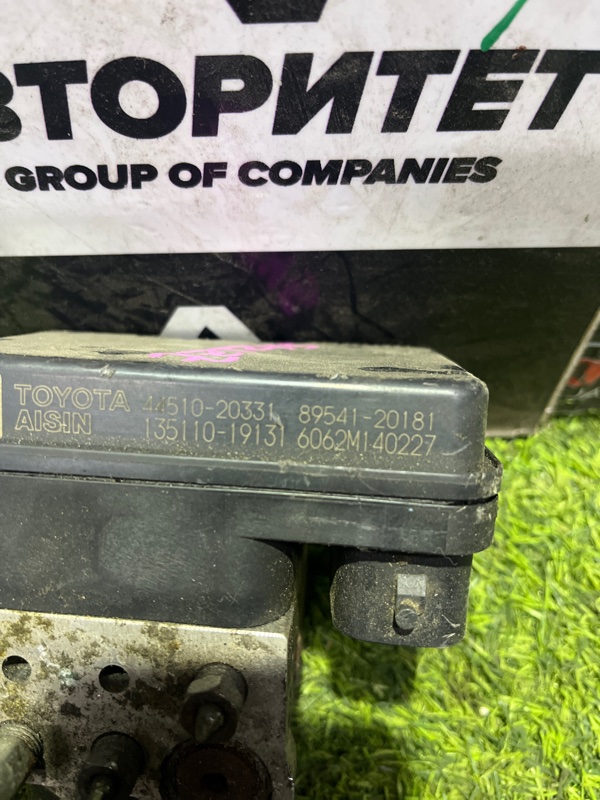 ВТОРИТЕТ
GROUP OF COMPANIES
TOYOTA 44510-20331 89541-20181
AISIN 135110-19131 6062M140227